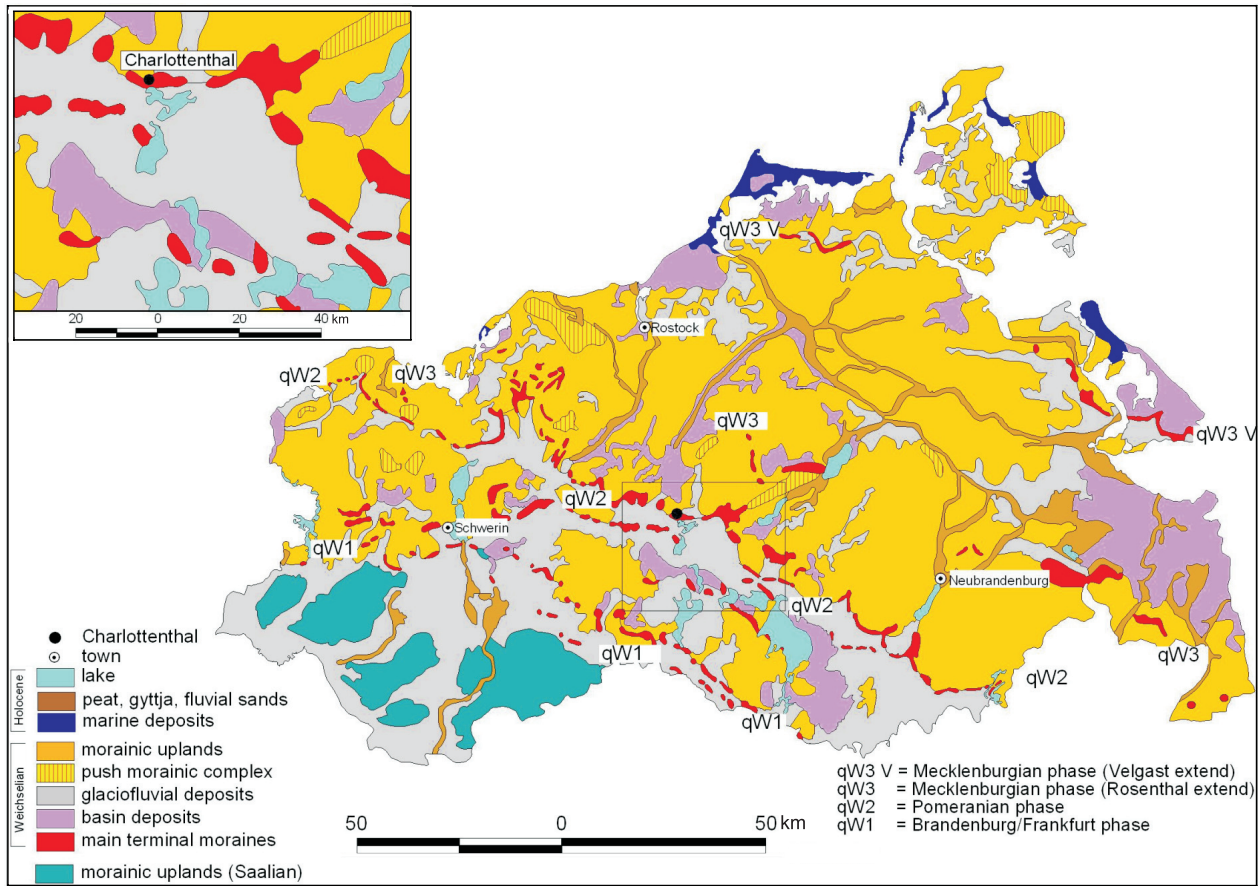 Charlottenthal
20 0 20 40 km
qW3 V
Rostock
qW2
qW3
qW3
qW3 V
qW2
Schwerin
qW1
Neubrandenburg
qW2
qW1
qW3
qW2
qW1
Charlottenthal
town
Holocene
lake
peat, gyttja, fluvial sands
marine deposits
Weichselian
morainic uplands
push morainic complex
glaciofluvial deposits
basin deposits
main terminal moraines
morainic uplands (Saalian)
50 0 50 km
qW3 V = Mecklenburgian phase (Velgast extend)
qW3 = Mecklenburgian phase (Rosenthal extend)
qW2 = Pomeranian phase
qW1 = Brandenburg/Frankfurt phase